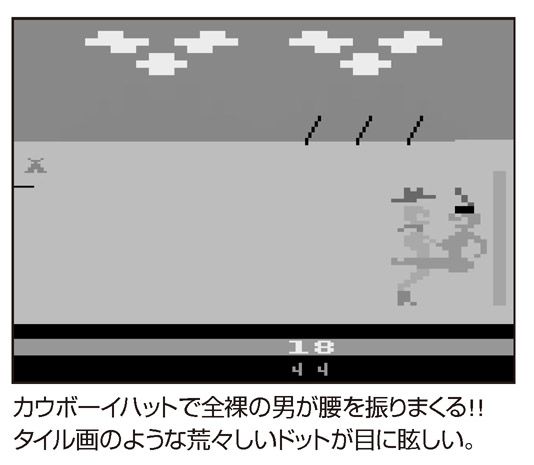 18
カウボーイハットで全裸の男が腰を振りまくる!!
タイル画のような荒々しいドットが目に眩しい。